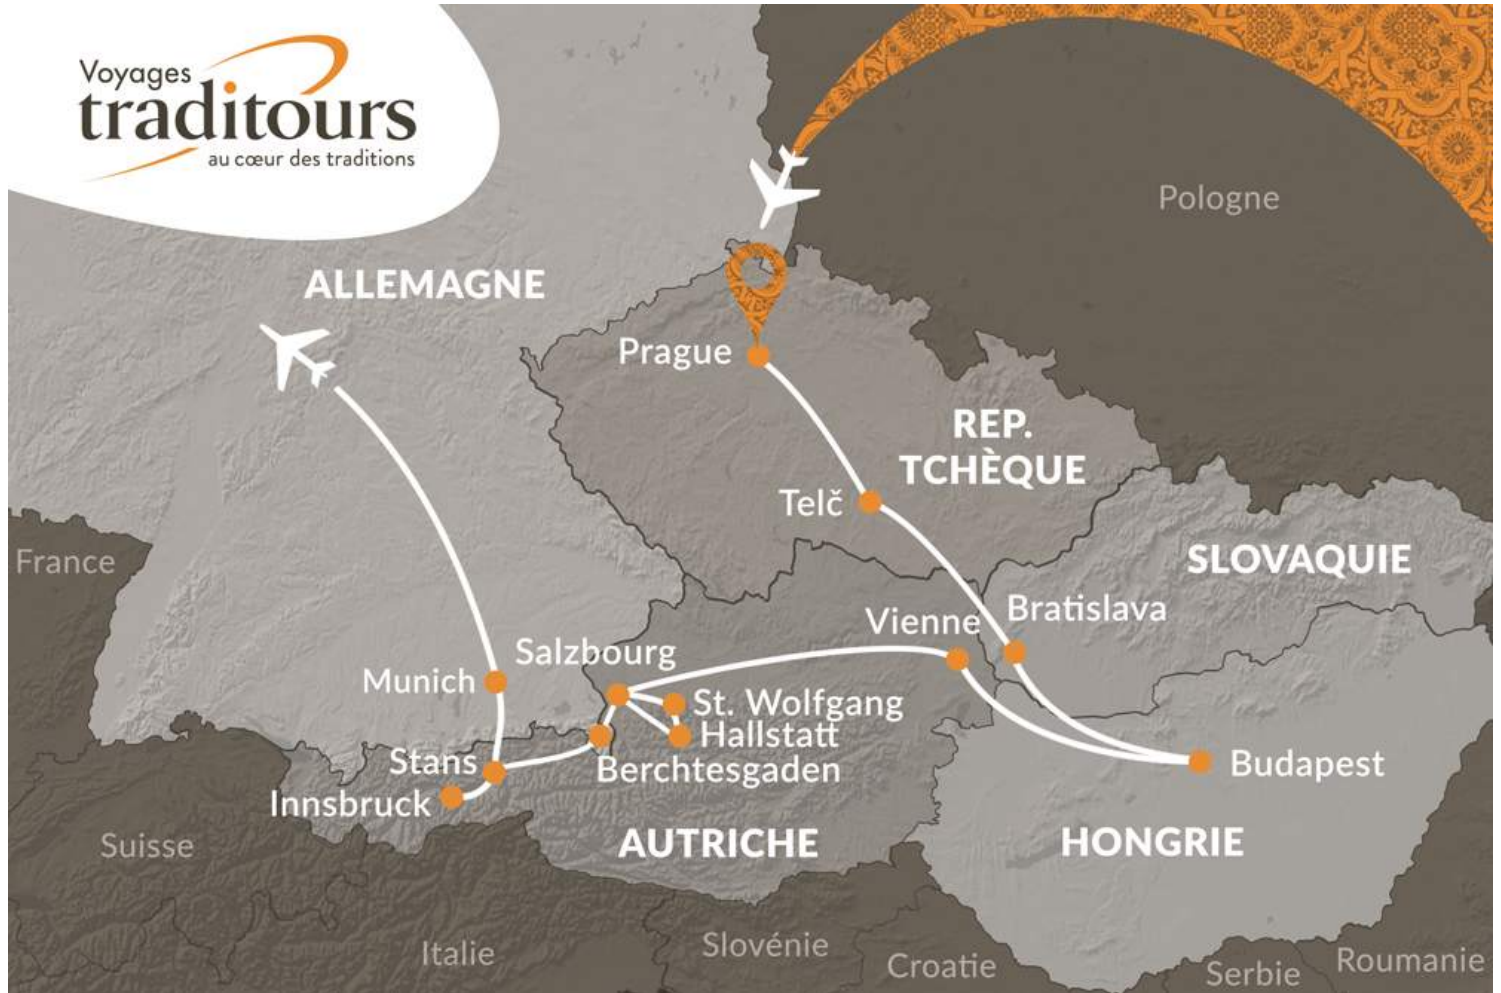 Voyages
traditours
au cœur des traditions
Pologne
ALLEMAGNE
Prague
REP.
TCHÈQUE
Telč
France
SLOVAQUIE
Bratislava
Vienne
Salzbourg
Munich
St. Wolfgang
Hallstatt
Stans
Berchtesgaden
Budapest
Innsbruck
Suisse
AUTRICHE
HONGRIE
Italie
Slovénie
Croatie
Serbie
Roumanie